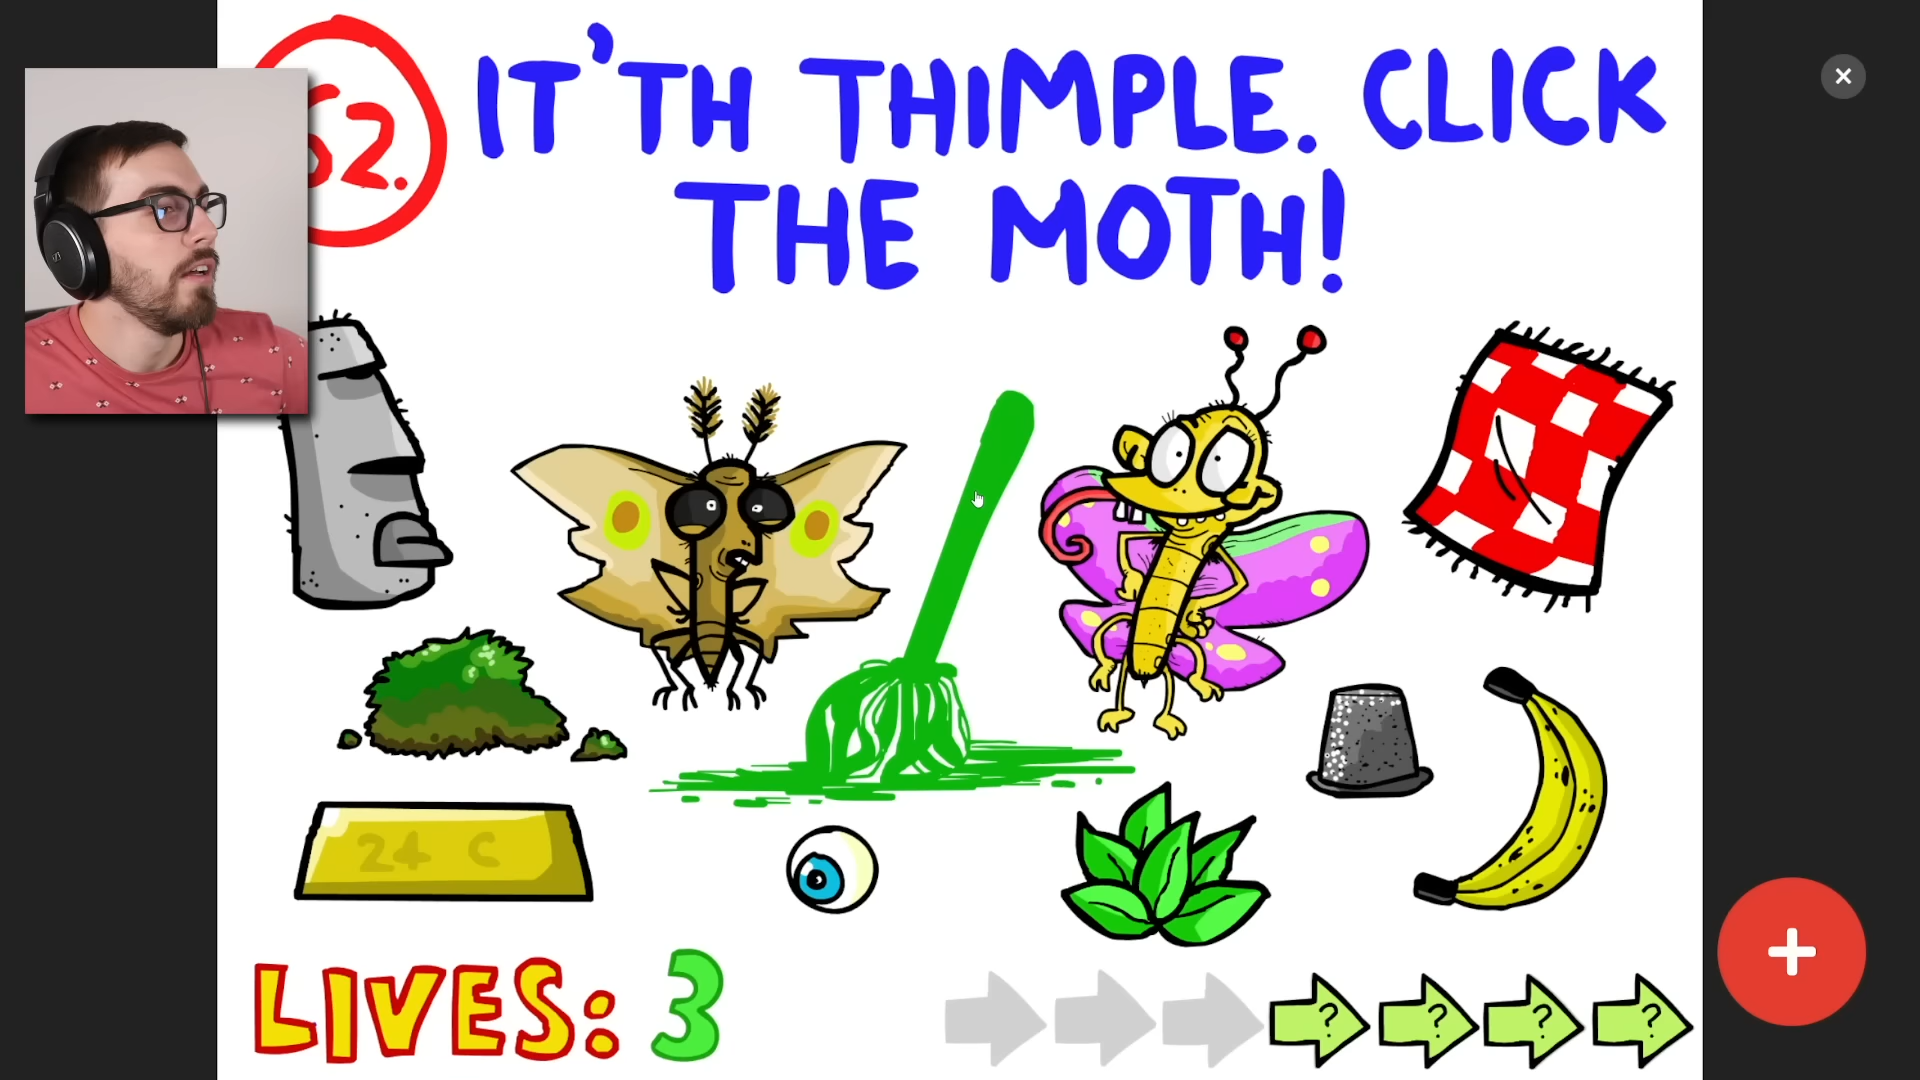 62.
IT'TH THIMPLE. CLICK
THE MOTH!
24 C
LIVES: 3
? ? ? ?